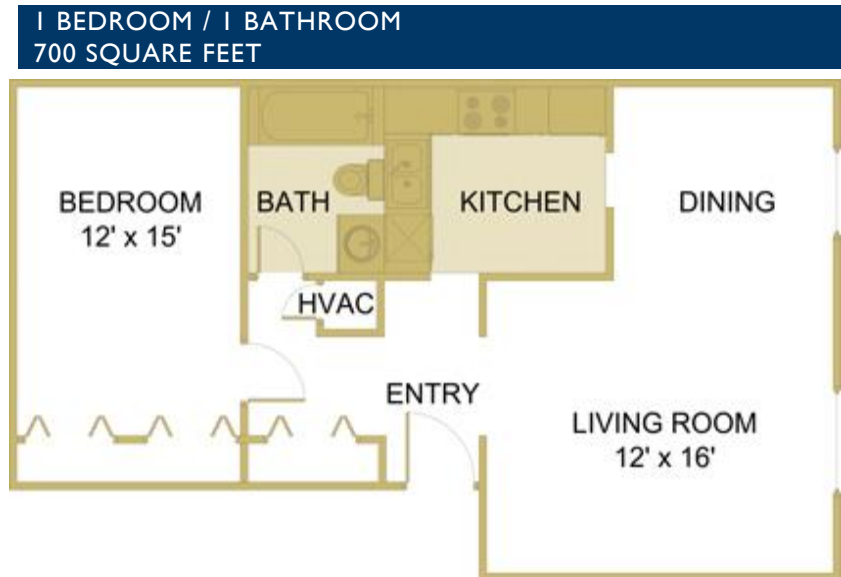 1 BEDROOM / 1 BATHROOM
700 SQUARE FEET
BEDROOM
12' x 15'
BATH
KITCHEN
DINING
HVAC
ENTRY
LIVING ROOM
12' x 16'